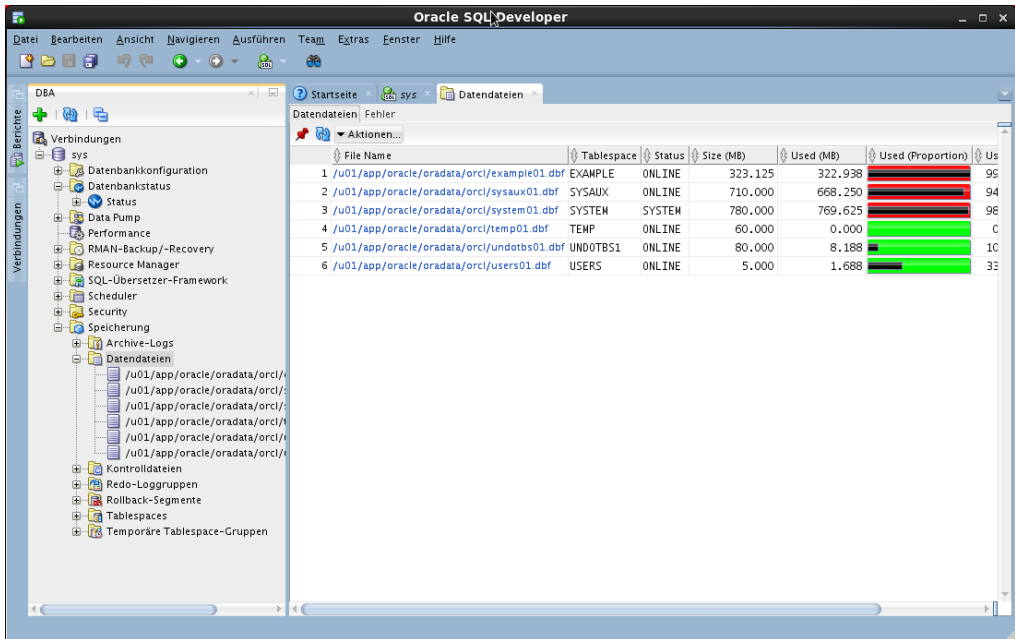 Oracle SQL Developer
Datei Bearbeiten Ansicht Navigieren Ausführen Team Extras Fenster Hilfe
Berichte
Verbindungen
DBA
Verbindungen
sys
Datenbankkonfiguration
Datenbankstatus
Status
Data Pump
Performance
RMAN-Backup/-Recovery
Resource Manager
SQL-Übersetzer-Framework
Scheduler
Security
Speicherung
Archive-Logs
Datendateien
/u01/app/oracle/oradata/orcl/
/u01/app/oracle/oradata/orcl/
/u01/app/oracle/oradata/orcl/
/u01/app/oracle/oradata/orcl/
/u01/app/oracle/oradata/orcl/
/u01/app/oracle/oradata/orcl/
Kontrolldateien
Redo-Loggruppen
Rollback-Segmente
Tablespaces
Temporäre Tablespace-Gruppen
Startseite sys Datendateien
Datendateien Fehler
Aktionen...
File Name Tablespace Status Size (MB) Used (MB) Used (Proportion) Us
1 /u01/app/oracle/oradata/orcl/example01.dbf EXAMPLE ONLINE 323.125 322.938 99
2 /u01/app/oracle/oradata/orcl/sysaux01.dbf SYSAUX ONLINE 710.000 668.250 94
3 /u01/app/oracle/oradata/orcl/system01.dbf SYSTEM SYSTEM 780.000 769.625 98
4 /u01/app/oracle/oradata/orcl/temp01.dbf TEMP ONLINE 60.000 0.000
5 /u01/app/oracle/oradata/orcl/undotbs01.dbf UNDOTBS1 ONLINE 80.000 8.188 10
6 /u01/app/oracle/oradata/orcl/users01.dbf USERS ONLINE 5.000 1.688 33